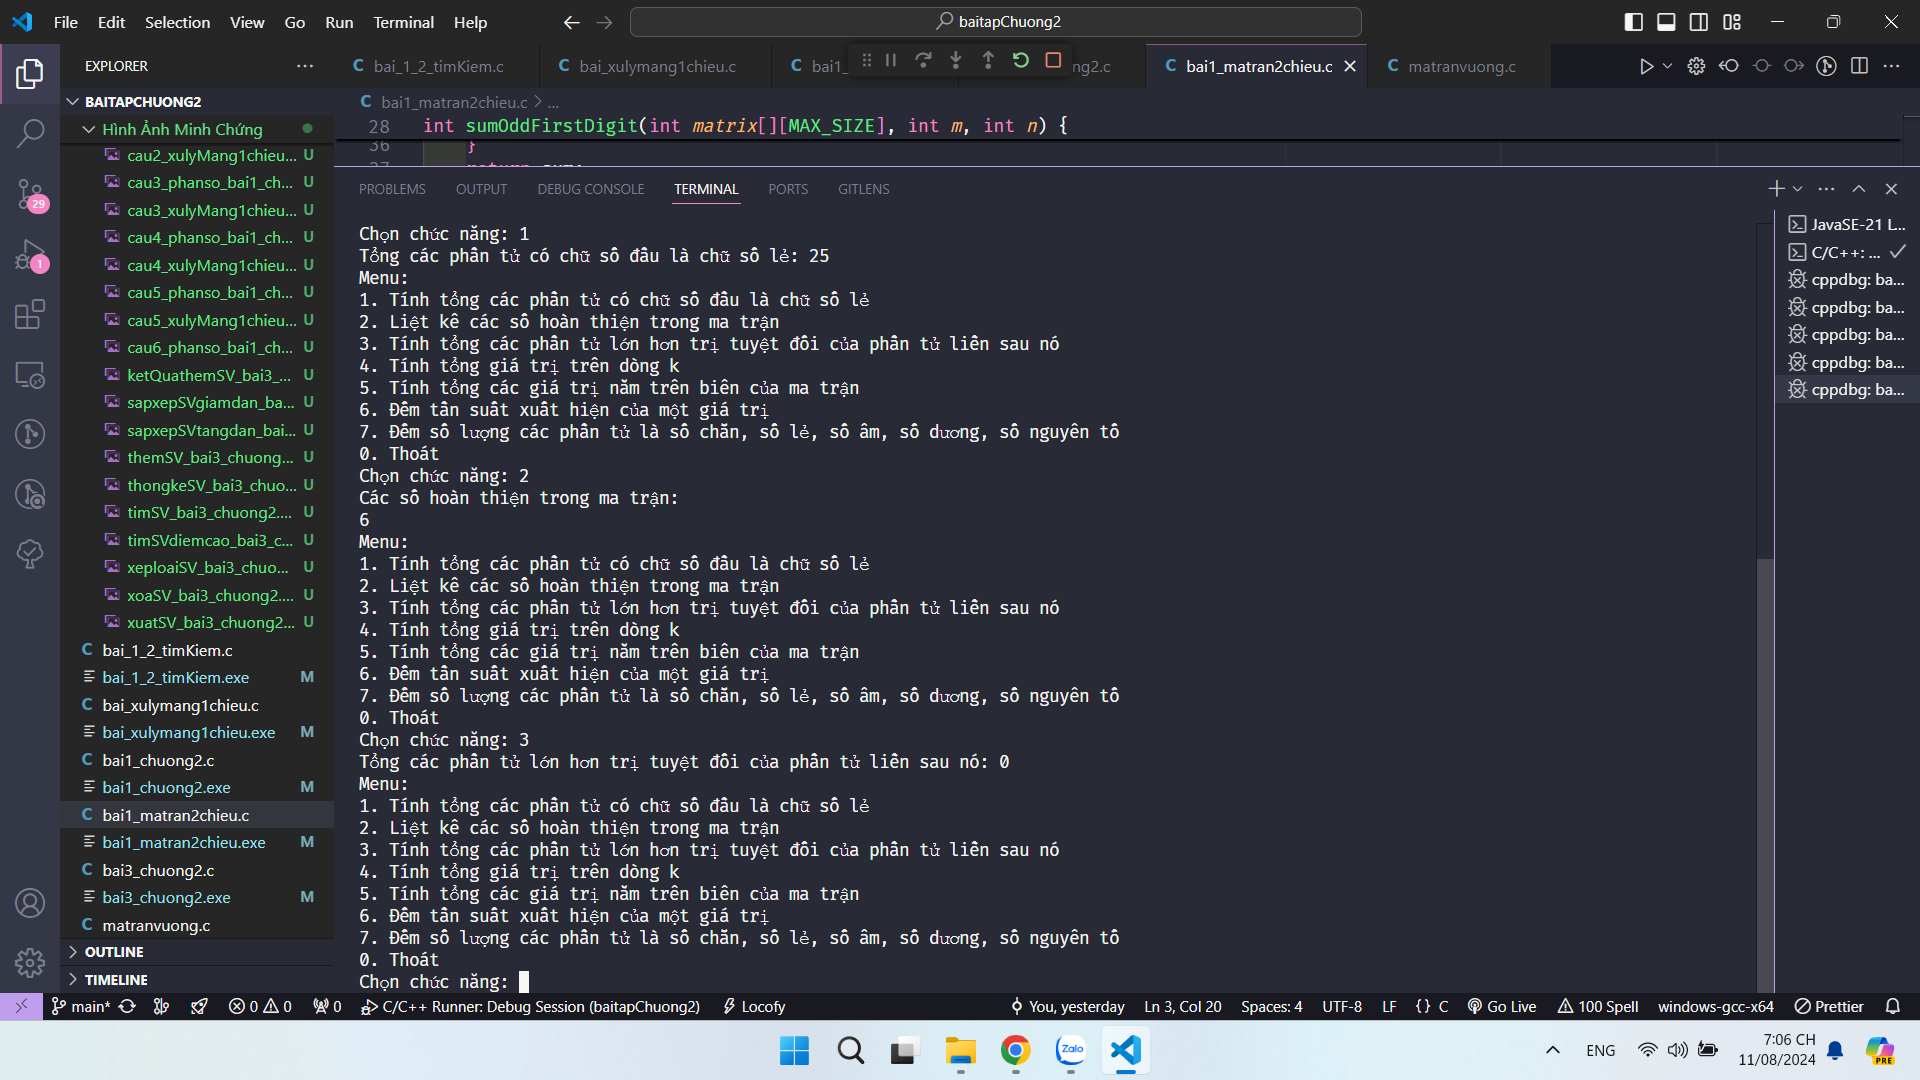 File Edit Selection View Go Run Terminal Help
baitapChuong2
EXPLORER
bai_1_2_timKiem.c
bai_xulymang1chieu.c
bai1_
ng2.c
bai1_matran2chieu.c
matranvuong.c
BAITAPCHUONG2
Hình Ảnh Minh Chứng
cau2_xulyMang1chieu... U
cau3_phanso_bai1_ch... U
cau3_xulyMang1chieu... U
cau4_phanso_bai1_ch... U
cau4_xulyMang1chieu... U
cau5_phanso_bai1_ch... U
cau5_xulyMang1chieu... U
cau6_phanso_bai1_ch... U
ketQuathemSV_bai3_... U
sapxepSVgiamdan_ba... U
sapxepSVtangdan_bai... U
themSV_bai3_chuong... U
thongkeSV_bai3_chuo... U
timSV_bai3_chuong2.... U
timSVdiemcao_bai3_c... U
xeploaiSV_bai3_chuo... U
xoaSV_bai3_chuong2.... U
xuatSV_bai3_chuong2... U
bai_1_2_timKiem.c
bai_1_2_timKiem.exe M
bai_xulymang1chieu.c
bai_xulymang1chieu.exe M
bai1_chuong2.c
bai1_chuong2.exe M
bai1_matran2chieu.c
bai1_matran2chieu.exe M
bai3_chuong2.c
bai3_chuong2.exe M
matranvuong.c
OUTLINE
TIMELINE
29
1
bai1_matran2chieu.c > ...
28 int sumOddFirstDigit(int matrix[][MAX_SIZE], int m, int n) {
36 }
PROBLEMS OUTPUT DEBUG CONSOLE TERMINAL PORTS GITLENS
Chọn chức năng: 1
Tổng các phần tử có chữ số đầu là chữ số lẻ: 25
Menu:
1. Tính tổng các phần tử có chữ số đầu là chữ số lẻ
2. Liệt kê các số hoàn thiện trong ma trận
3. Tính tổng các phần tử lớn hơn trị tuyệt đối của phần tử liền sau nó
4. Tính tổng giá trị trên dòng k
5. Tính tổng các giá trị nằm trên biên của ma trận
6. Đếm tần suất xuất hiện của một giá trị
7. Đếm số lượng các phần tử là số chẵn, số lẻ, số âm, số dương, số nguyên tố
0. Thoát
Chọn chức năng: 2
Các số hoàn thiện trong ma trận:
6
Menu:
1. Tính tổng các phần tử có chữ số đầu là chữ số lẻ
2. Liệt kê các số hoàn thiện trong ma trận
3. Tính tổng các phần tử lớn hơn trị tuyệt đối của phần tử liền sau nó
4. Tính tổng giá trị trên dòng k
5. Tính tổng các giá trị nằm trên biên của ma trận
6. Đếm tần suất xuất hiện của một giá trị
7. Đếm số lượng các phần tử là số chẵn, số lẻ, số âm, số dương, số nguyên tố
0. Thoát
Chọn chức năng: 3
Tổng các phần tử lớn hơn trị tuyệt đối của phần tử liền sau nó: 0
Menu:
1. Tính tổng các phần tử có chữ số đầu là chữ số lẻ
2. Liệt kê các số hoàn thiện trong ma trận
3. Tính tổng các phần tử lớn hơn trị tuyệt đối của phần tử liền sau nó
4. Tính tổng giá trị trên dòng k
5. Tính tổng các giá trị nằm trên biên của ma trận
6. Đếm tần suất xuất hiện của một giá trị
7. Đếm số lượng các phần tử là số chẵn, số lẻ, số âm, số dương, số nguyên tố
0. Thoát
Chọn chức năng:
JavaSE-21 L...
C/C++: ...
cppdbg: ba...
cppdbg: ba...
cppdbg: ba...
cppdbg: ba...
cppdbg: ba...
main* 0 0 0 C/C++ Runner: Debug Session (baitapChuong2) Locofy You, yesterday Ln 3, Col 20 Spaces: 4 UTF-8 LF {} C Go Live 100 Spell windows-gcc-x64 Prettier
Zalo
ENG
7:06 CH
11/08/2024
PRE